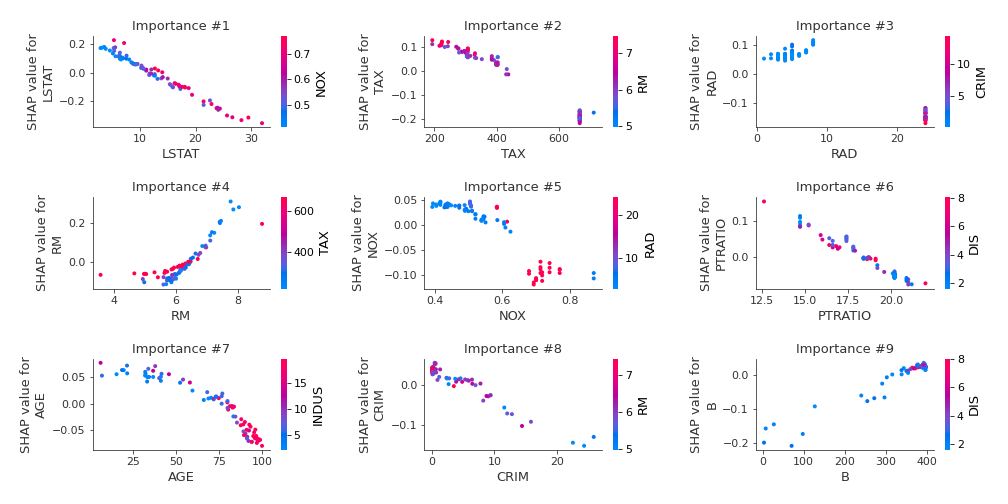 Importance #1
SHAP value for
LSTAT
0.2
0.0
−0.2
10
20
30
LSTAT
0.7
0.6
0.5
NOX
Importance #2
SHAP value for
TAX
0.1
0.0
−0.1
−0.2
200
400
600
TAX
7
6
5
RM
Importance #3
SHAP value for
RAD
0.1
0.0
−0.1
0
10
20
RAD
10
5
CRIM
Importance #4
SHAP value for
RM
0.2
0.0
4
6
8
RM
600
400
TAX
Importance #5
SHAP value for
NOX
0.05
0.00
−0.05
−0.10
0.4
0.6
0.8
NOX
20
10
RAD
Importance #6
SHAP value for
PTRATIO
0.1
0.0
12.5
15.0
17.5
20.0
PTRATIO
8
6
4
2
DIS
Importance #7
SHAP value for
AGE
0.05
0.00
−0.05
25
50
75
100
AGE
15
10
5
INDUS
Importance #8
SHAP value for
CRIM
0.0
−0.1
0
10
20
CRIM
7
6
5
RM
Importance #9
SHAP value for
B
0.0
−0.1
−0.2
0
100
200
300
400
B
8
6
4
2
DIS